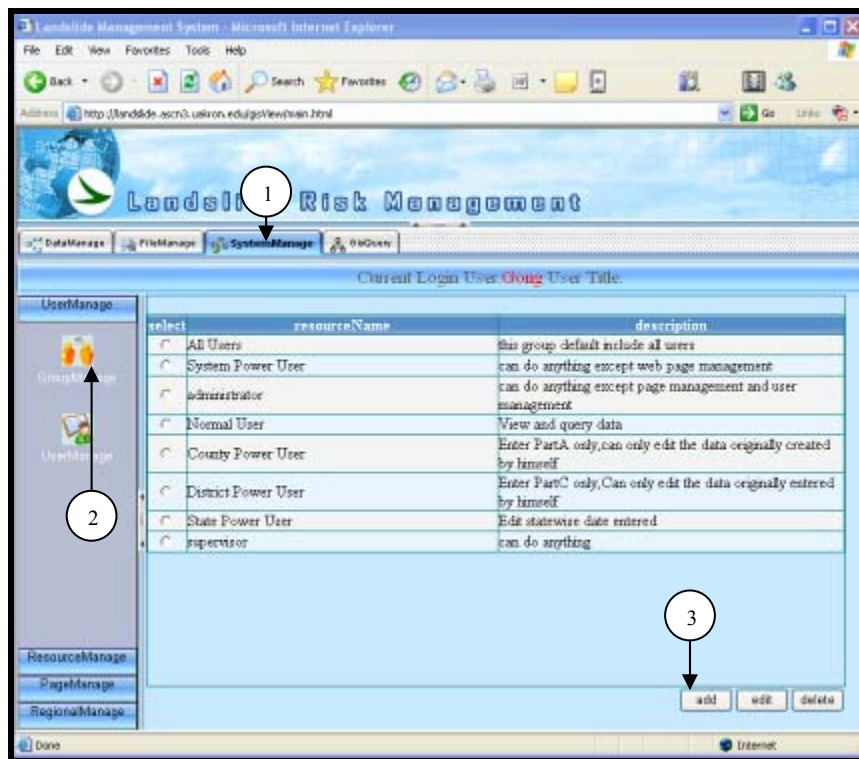 Landslide Management System - Microsoft Internet Explorer
File Edit View Favorites Tools Help
Back Search Favorites
Address http://landslide.ascn3.uakron.edu/gisView/main.html Go Links
1
Risk Management
DataManage FileManage SystemManage
Current Login User Gong User Title:
UserManage
select resourceName description
All Users this group default include all users
System Power User can do anything except web page management
administrator can do anything except page management and user management
Normal User View and query data
County Power User Enter PartA only,can only edit the data originally created by himself
District Power User Enter PartC only,Can only edit the data originally entered by himself
State Power User Edit statewise date entered
supervisor can do anything
2
3
ResourceManage
PageManage
RegionalManage
add edit delete
Done Internet